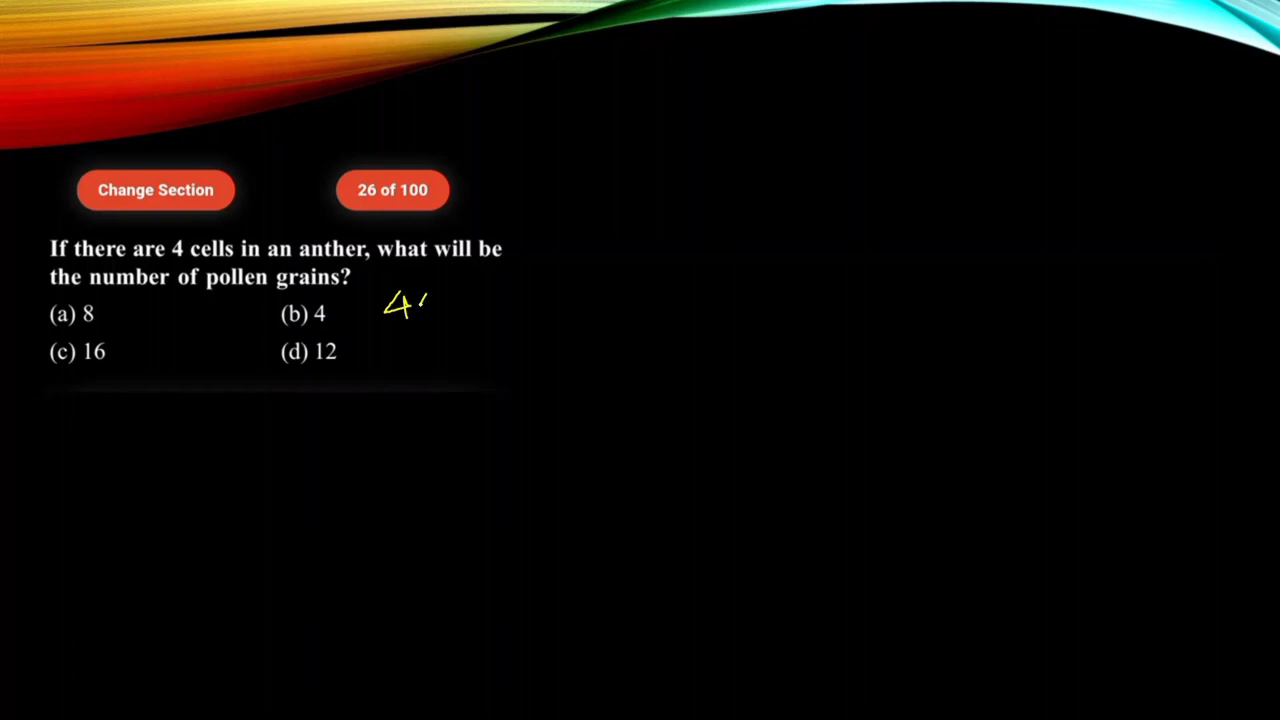 Change Section
26 of 100
If there are 4 cells in an anther, what will be
the number of pollen grains?
(a) 8 (b) 4 4
(c) 16 (d) 12